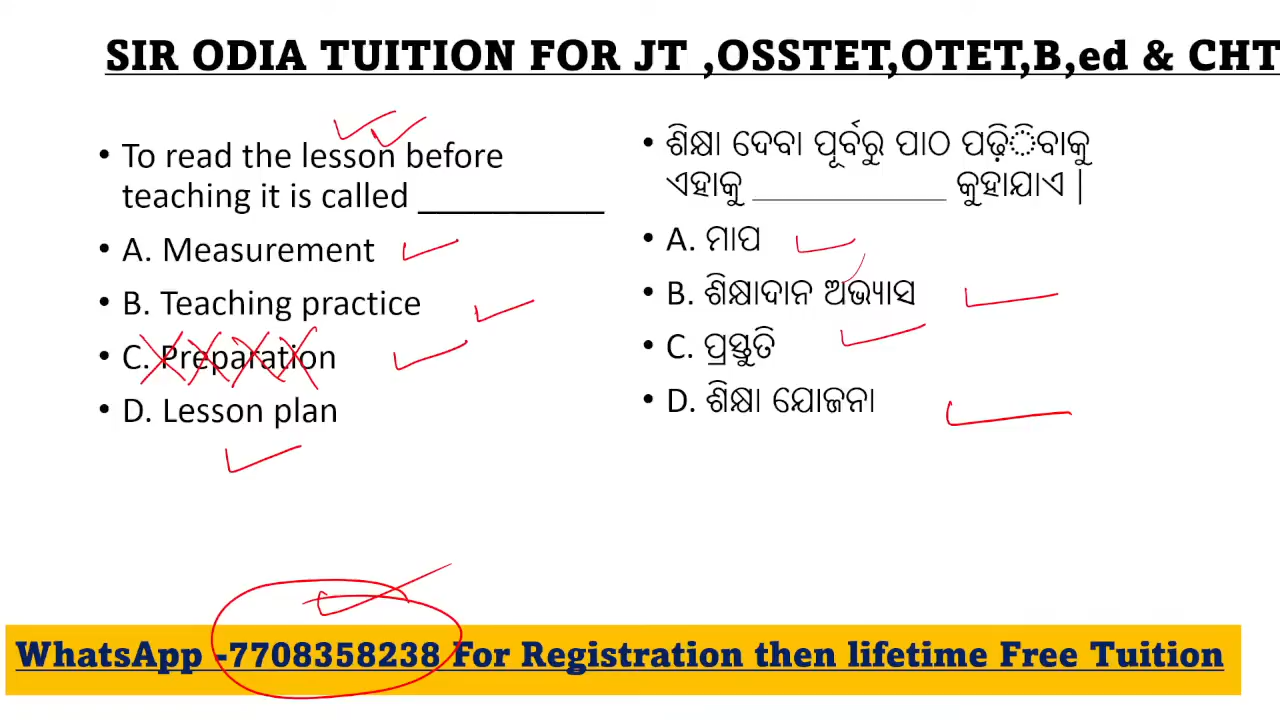 SIR ODIA TUITION FOR JT ,OSSTET,OTET,B,ed & CHT
• To read the lesson before
teaching it is called ___________
• A. Measurement
• B. Teaching practice
• C. Preparation
• D. Lesson plan
• ଶିକ୍ଷା ଦେବା ପୂର୍ବରୁ ପାଠ ପଢ଼ିିବାକୁ
ଏହାକୁ ____________ କୁହାଯାଏ |
• A. ମାପ
• B. ଶିକ୍ଷାଦାନ ଅଭ୍ୟାସ
• C. ପ୍ରସ୍ତୁତି
• D. ଶିକ୍ଷା ଯୋଜନା
WhatsApp -7708358238 For Registration then lifetime Free Tuition